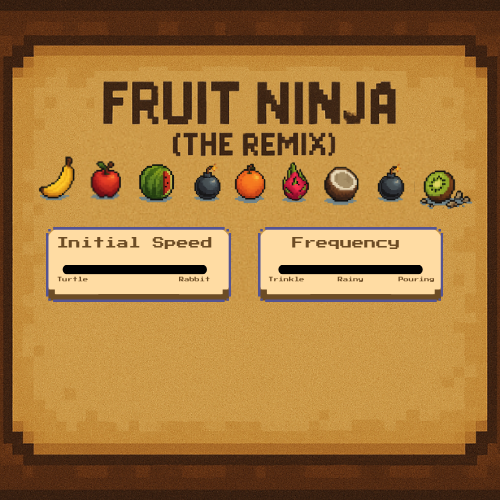 FRUIT NINJA
(THE REMIX)
Initial Speed
Turtle Rabbit
Frequency
Trinkle Rainy Pouring